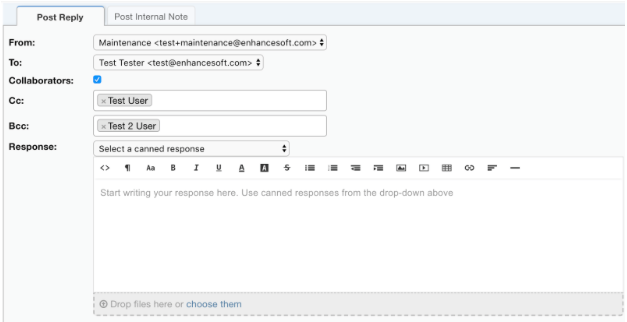 Post Reply Post Internal Note
From: Maintenance <test+maintenance@enhancesoft.com>
To: Test Tester <test@enhancesoft.com>
Collaborators:
Cc: × Test User
Bcc: × Test 2 User
Response: Select a canned response
<> ¶ Aa B I U A A S
Start writing your response here. Use canned responses from the drop-down above
Drop files here or choose them